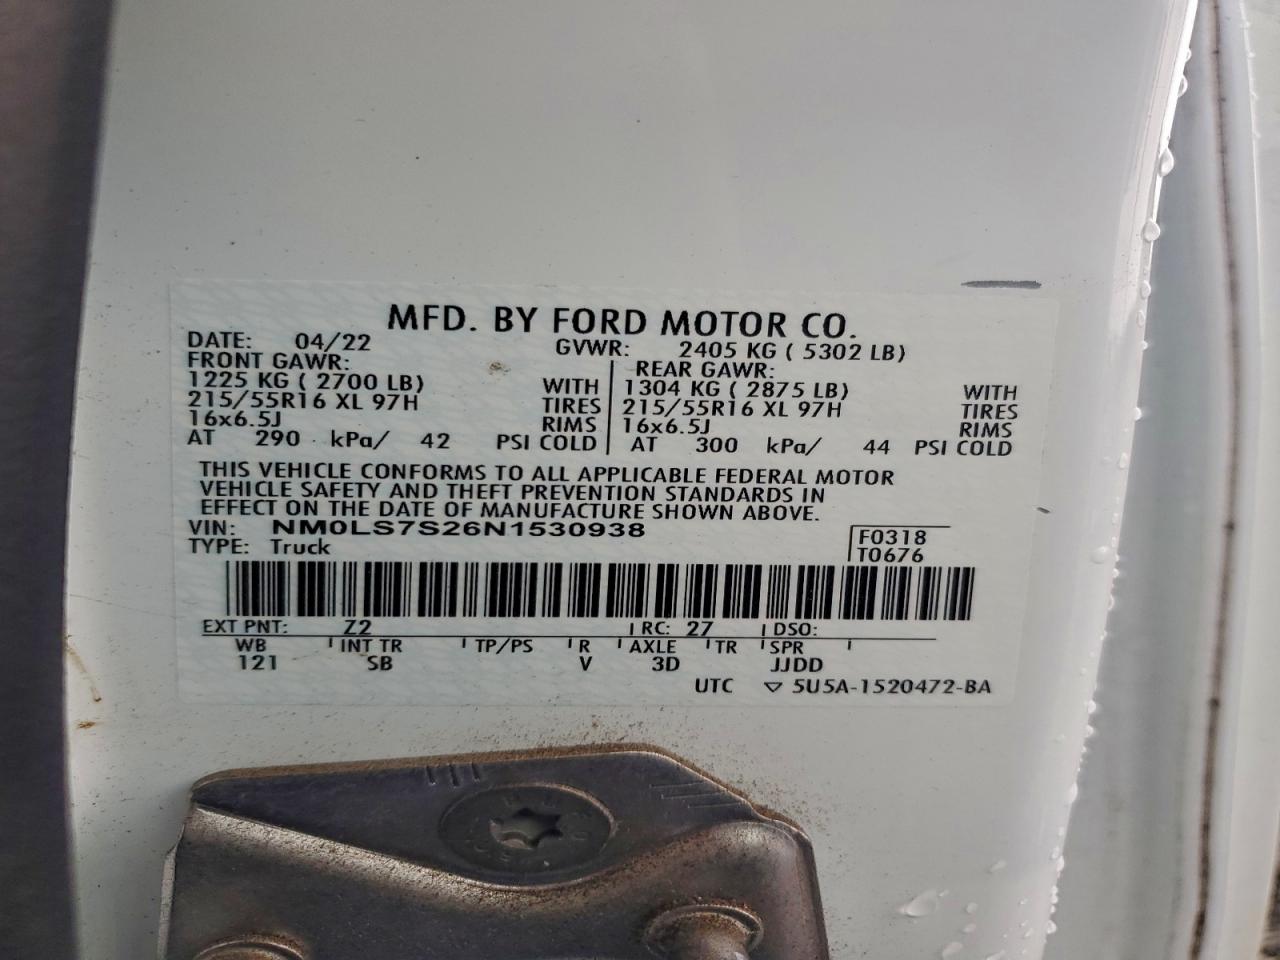 MFD. BY FORD MOTOR CO.
DATE: 04/22 GVWR: 2405 KG ( 5302 LB)
FRONT GAWR: REAR GAWR:
1225 KG ( 2700 LB) WITH 1304 KG ( 2875 LB) WITH
215/55R16 XL 97H TIRES 215/55R16 XL 97H TIRES
16x6.5J RIMS 16x6.5J RIMS
AT 290 kPa/ 42 PSI COLD AT 300 kPa/ 44 PSI COLD
THIS VEHICLE CONFORMS TO ALL APPLICABLE FEDERAL MOTOR
VEHICLE SAFETY AND THEFT PREVENTION STANDARDS IN
EFFECT ON THE DATE OF MANUFACTURE SHOWN ABOVE.
VIN: NM0LS7S26N1530938 F0318
TYPE: Truck T0676
EXT PNT: Z2 RC: 27 DSO:
WB INT TR TP/PS R AXLE TR SPR
121 SB V 3D JJDD
UTC ▽ 5U5A-1520472-BA